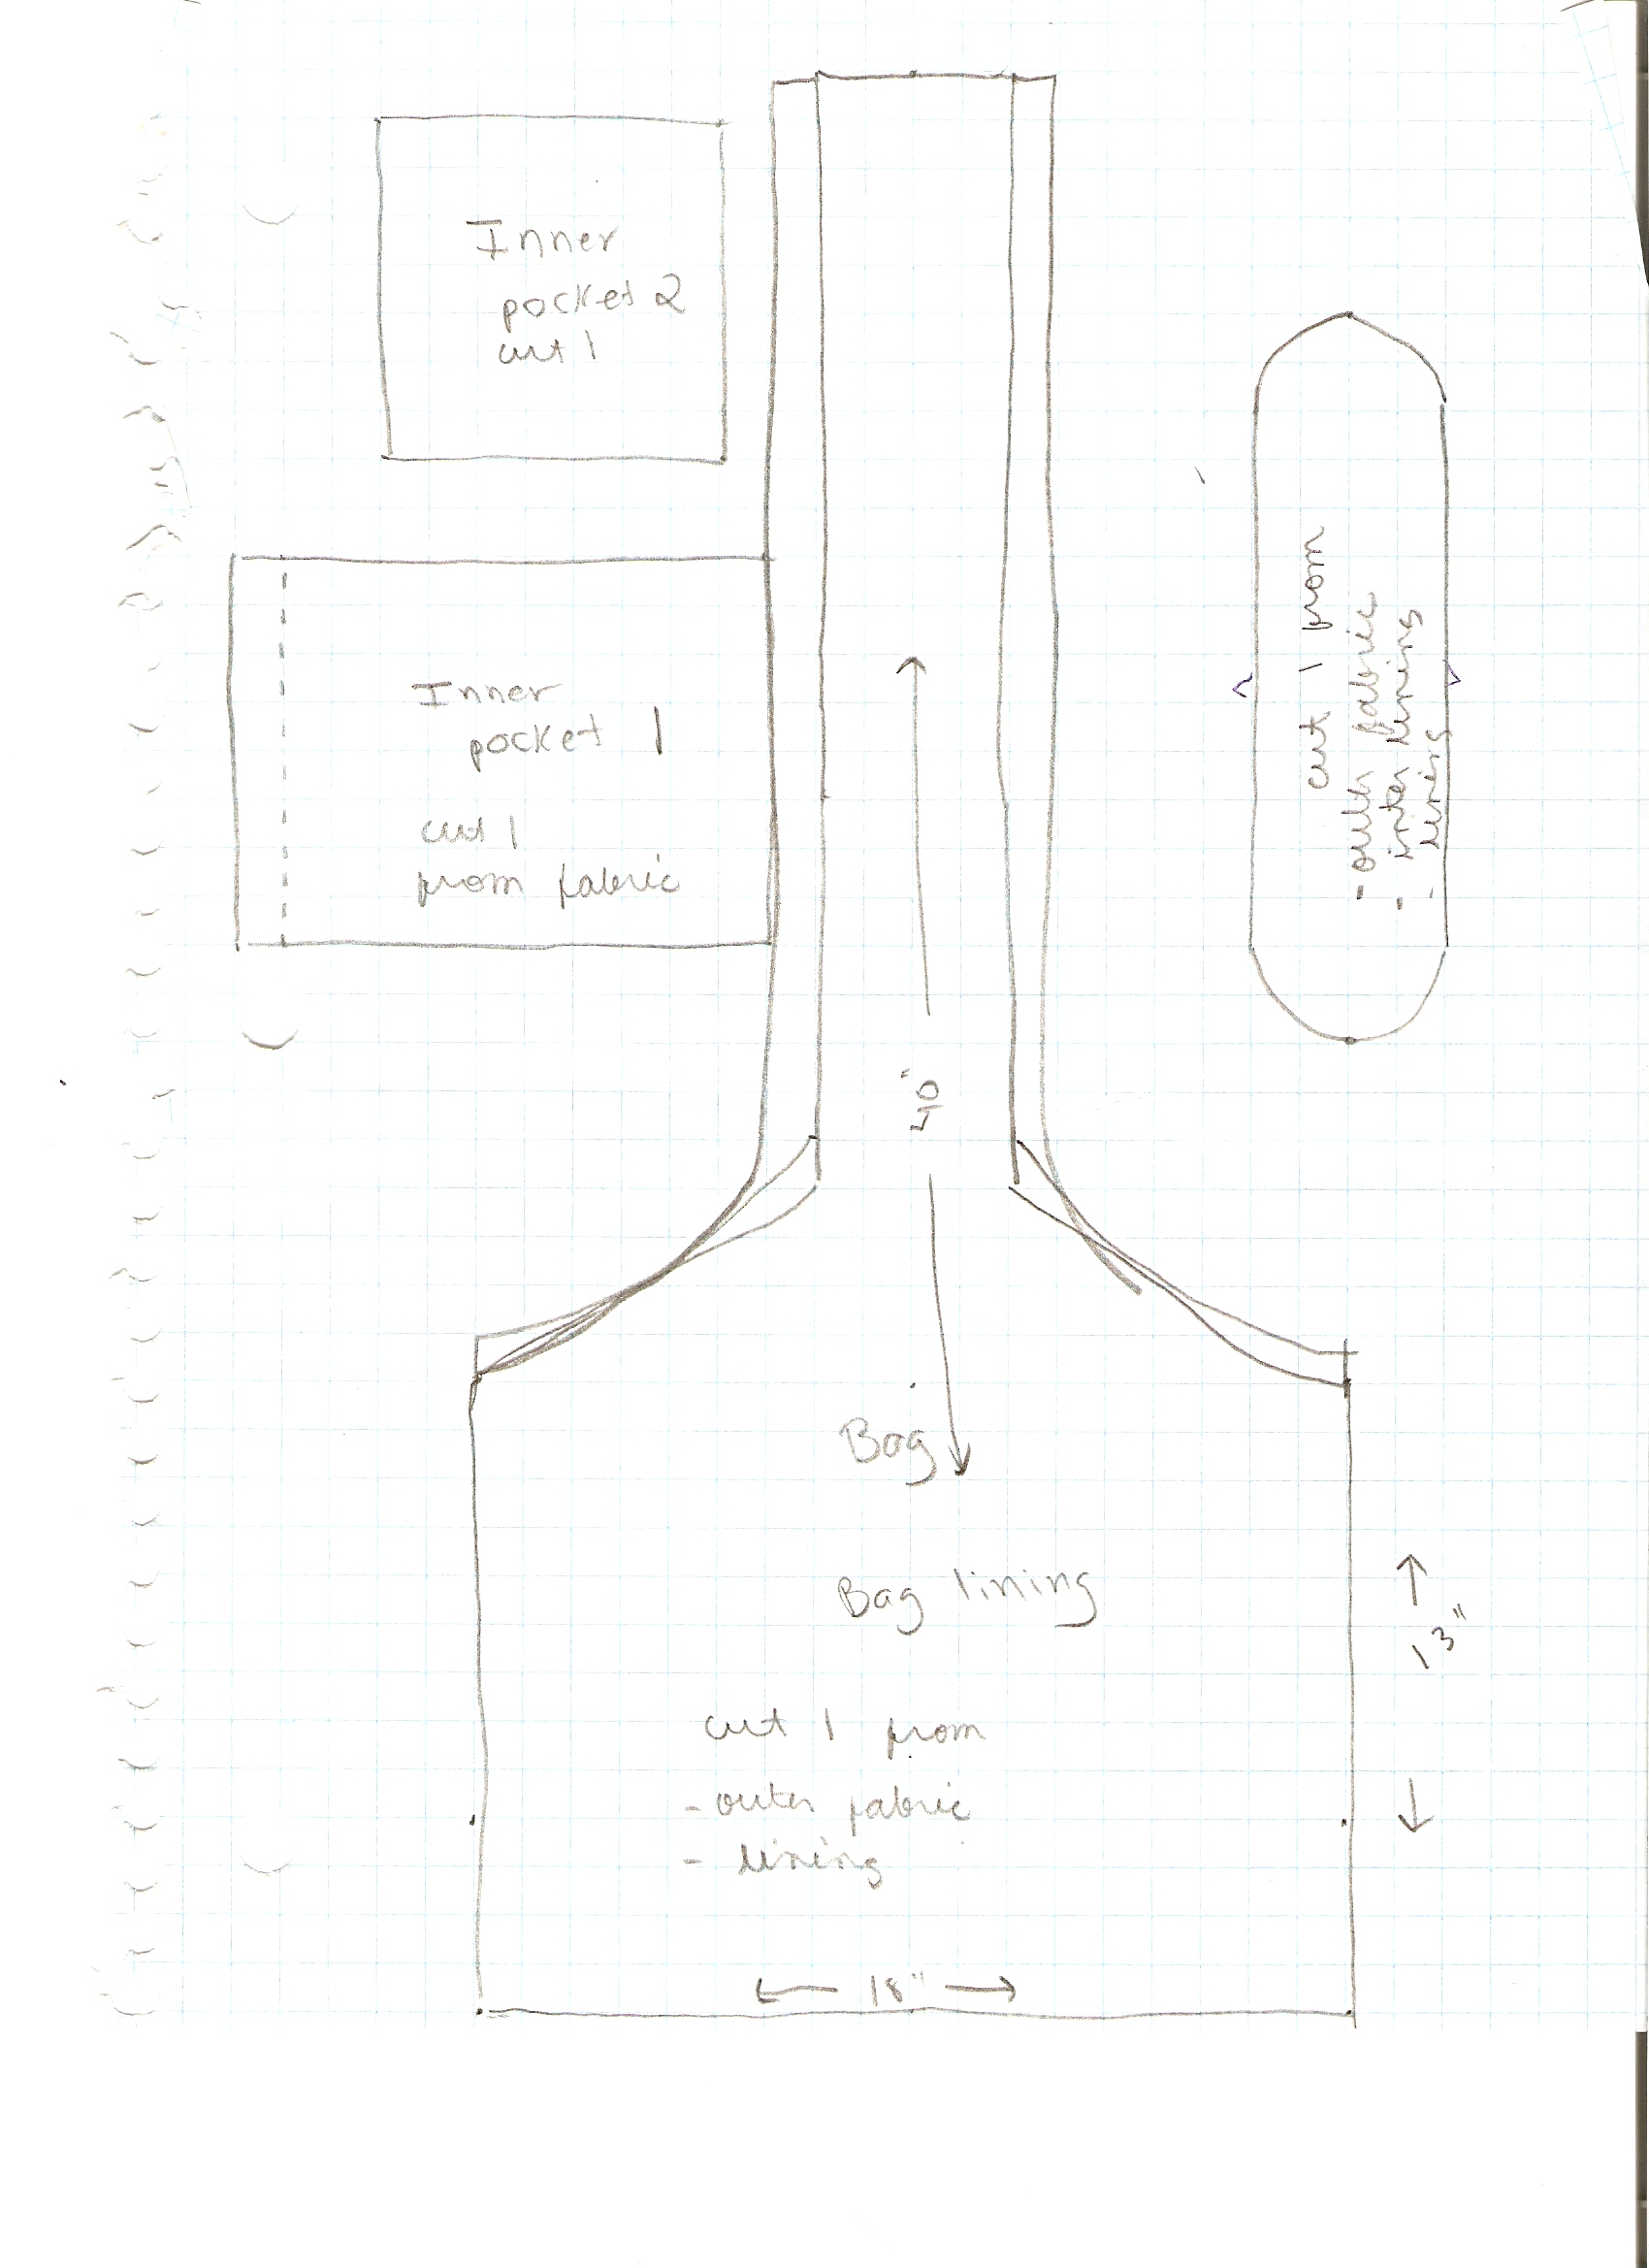 Inner
pocket 2
cut 1
Inner
pocket 1
cut 1
from fabric
cut 1 from
- outer fabric
- inter lining
- lining
40"
Bag
Bag lining
13"
cut 1 from
- outer fabric
- lining
18"